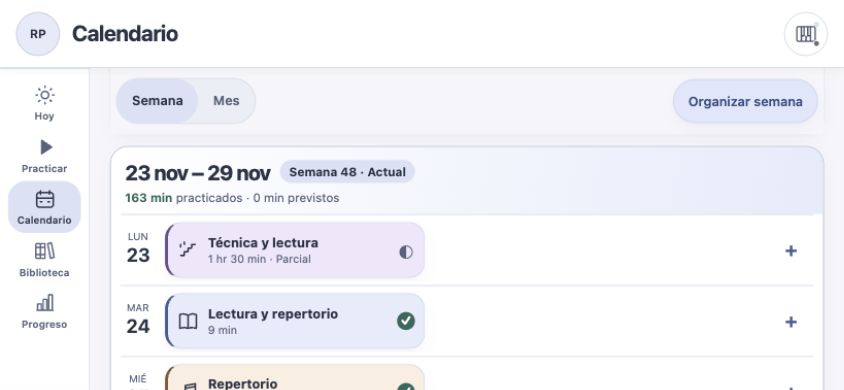 RP
Calendario
Semana
Mes
Organizar semana
Hoy
Practicar
Calendario
Biblioteca
Progreso
23 nov – 29 nov
Semana 48 · Actual
163 min practicados · 0 min previstos
LUN
23
Técnica y lectura
1 hr 30 min · Parcial
+
MAR
24
Lectura y repertorio
9 min
+
MIÉ
Repertorio